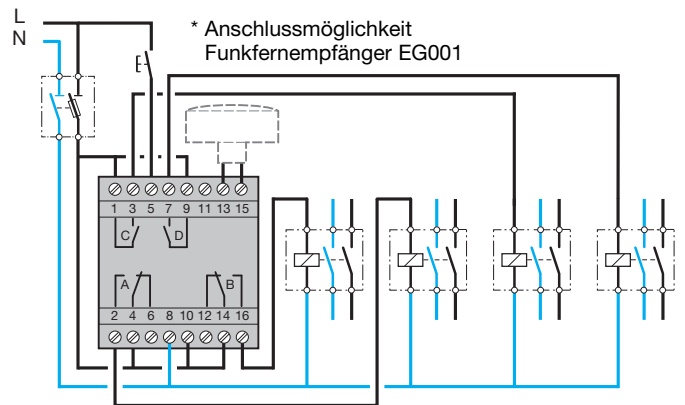 L
N
* Anschlussmöglichkeit
Funkfernempfänger EG001
1 3 5 7 9 11 13 15
C D
A B
2 4 6 8 10 12 14 16